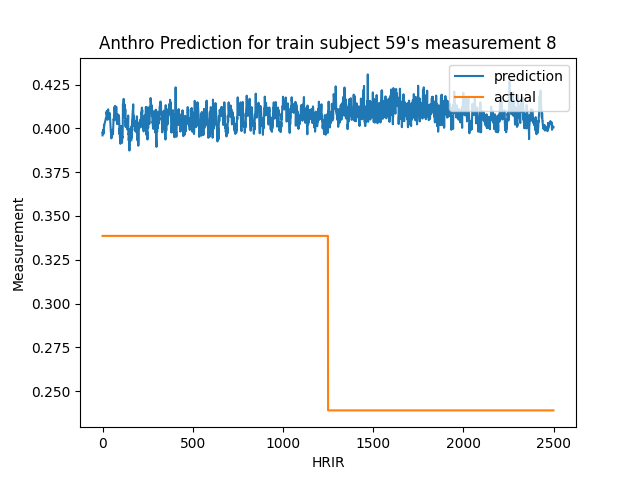 Anthro Prediction for train subject 59's measurement 8
prediction
actual
0.425
0.400
0.375
0.350
0.325
0.300
0.275
0.250
Measurement
0 500 1000 1500 2000 2500
HRIR